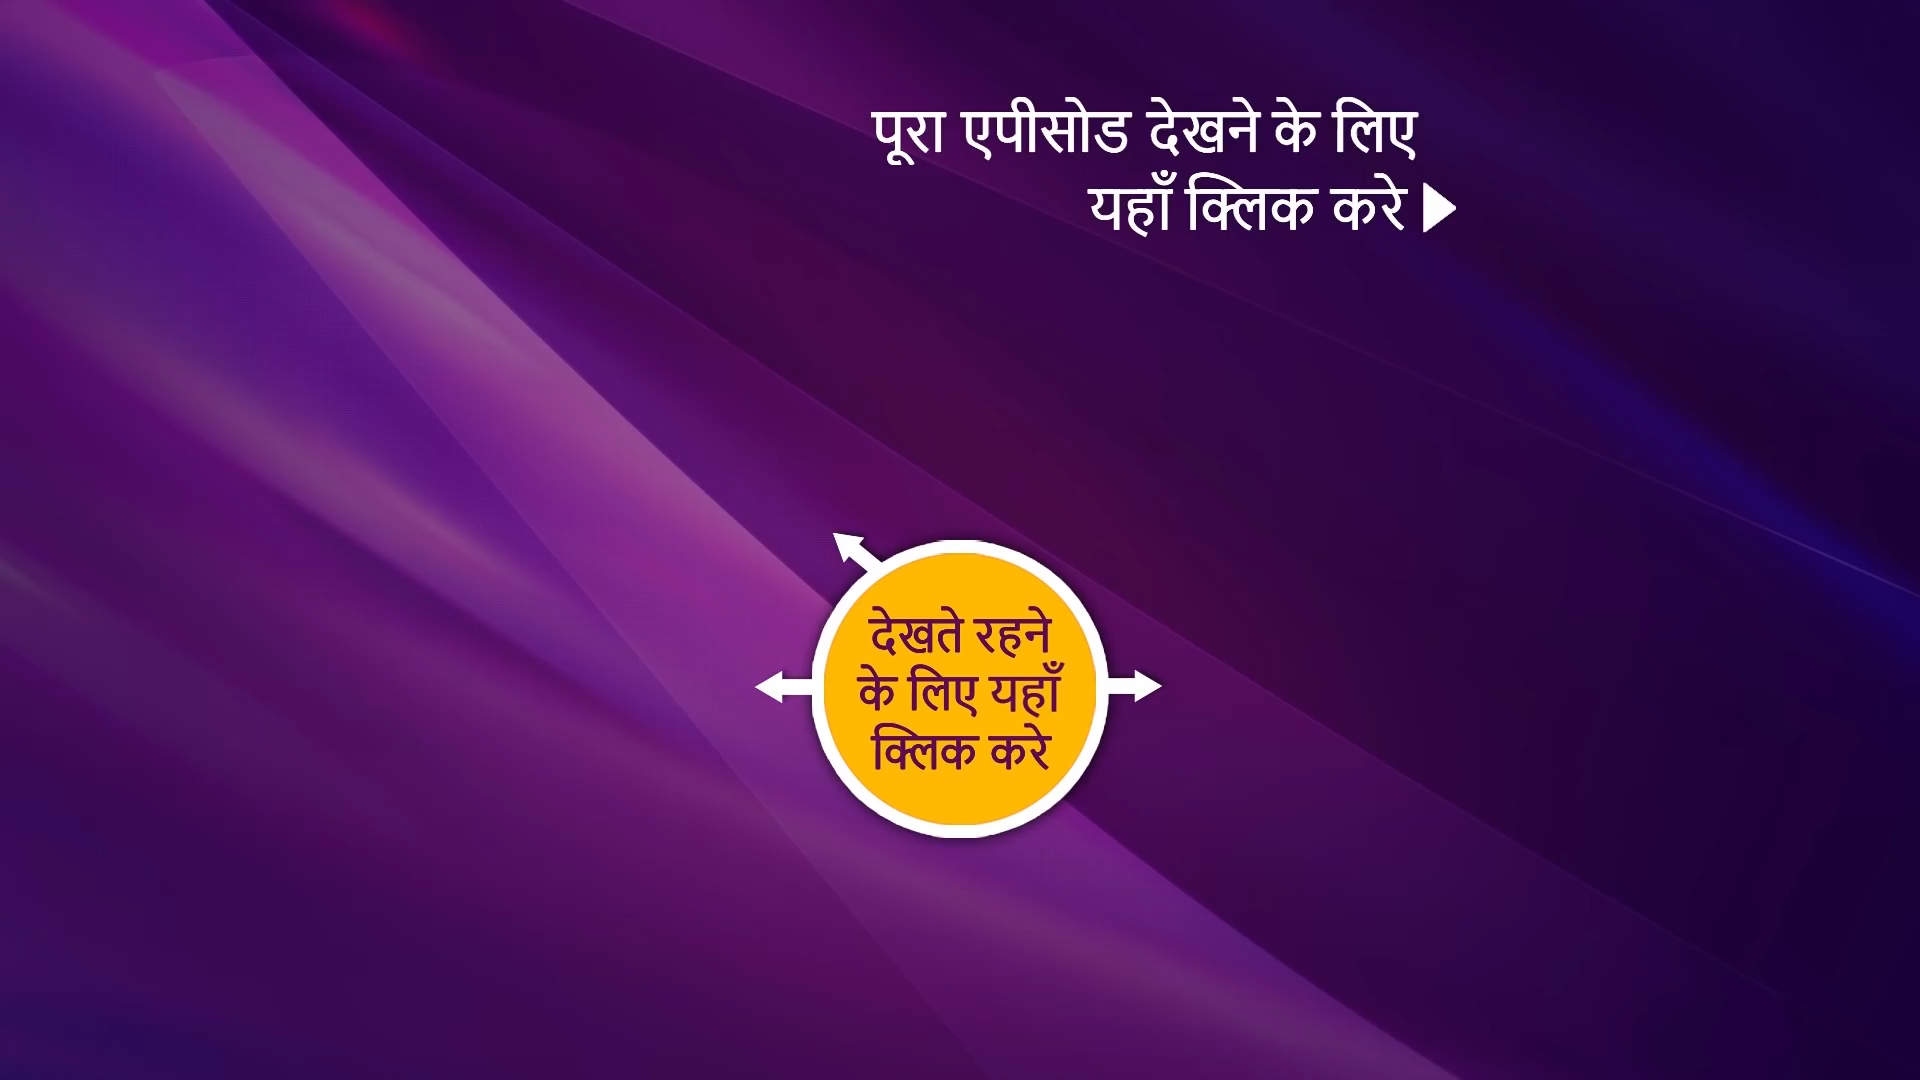 पूरा एपीसोड देखने के लिए
यहाँ क्लिक करे
देखते रहने
के लिए यहाँ
क्लिक करे